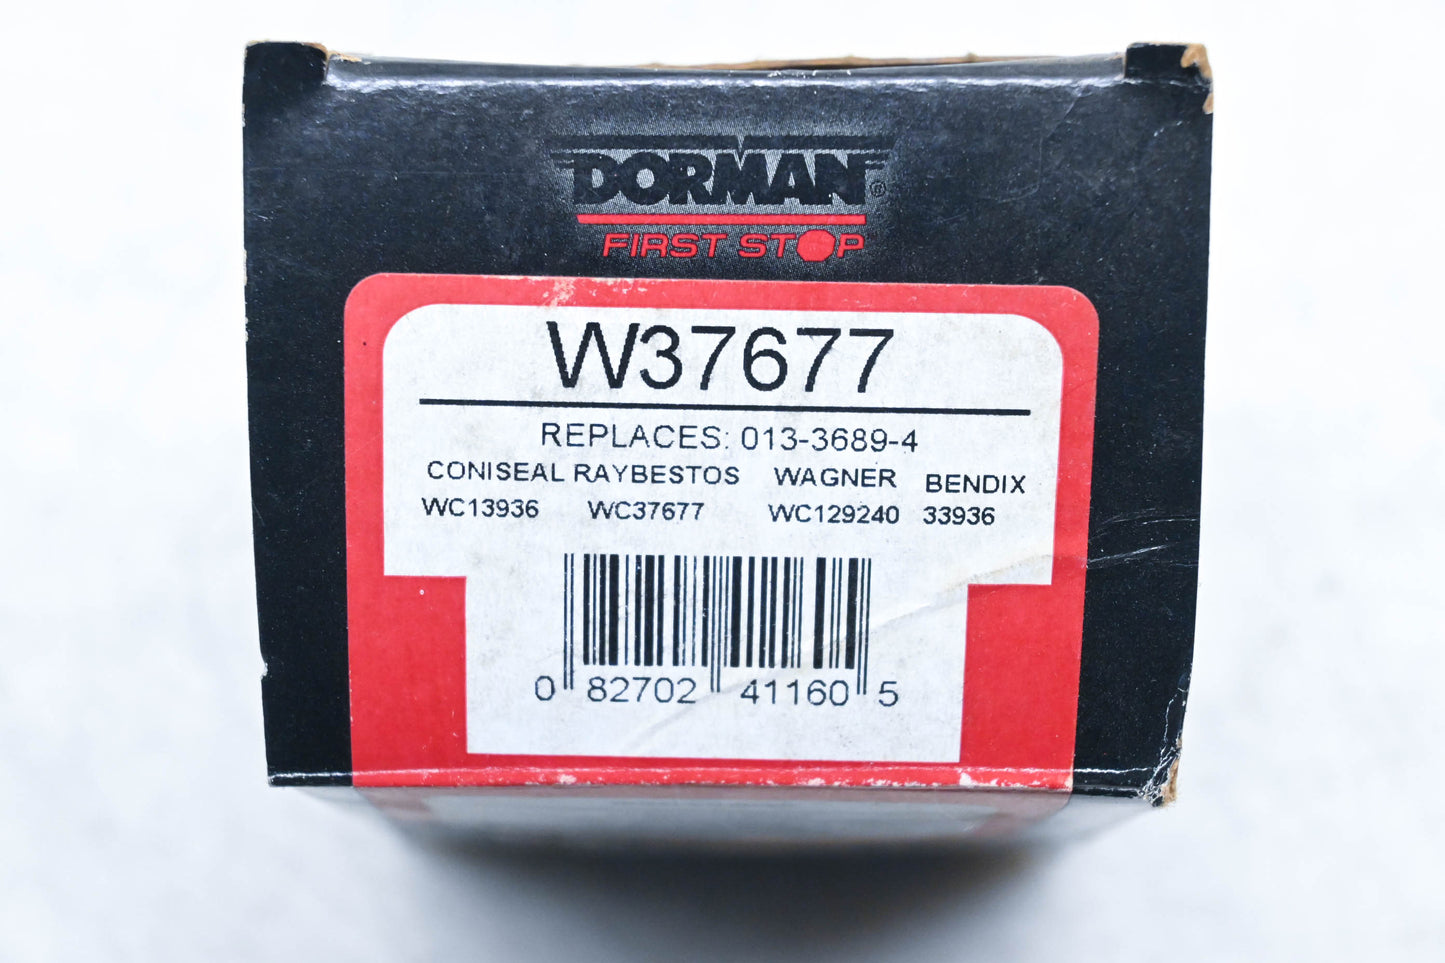 DORMAN®
FIRST STOP
W37677
REPLACES: 013-3689-4
CONISEAL RAYBESTOS WAGNER BENDIX
WC13936 WC37677 WC129240 33936
0 82702 41160 5